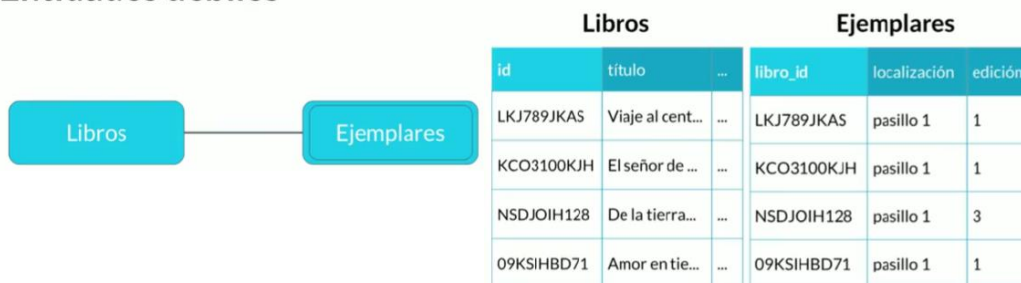 Libros
Ejemplares
Libros
id título ...
LKJ789JKAS Viaje al cent... ...
KCO3100KJH El señor de ... ...
NSDJOIH128 De la tierra... ...
09KSIHBD71 Amor en tie... ...
Ejemplares
libro_id localización edición
LKJ789JKAS pasillo 1 1
KCO3100KJH pasillo 1 1
NSDJOIH128 pasillo 1 3
09KSIHBD71 pasillo 1 1